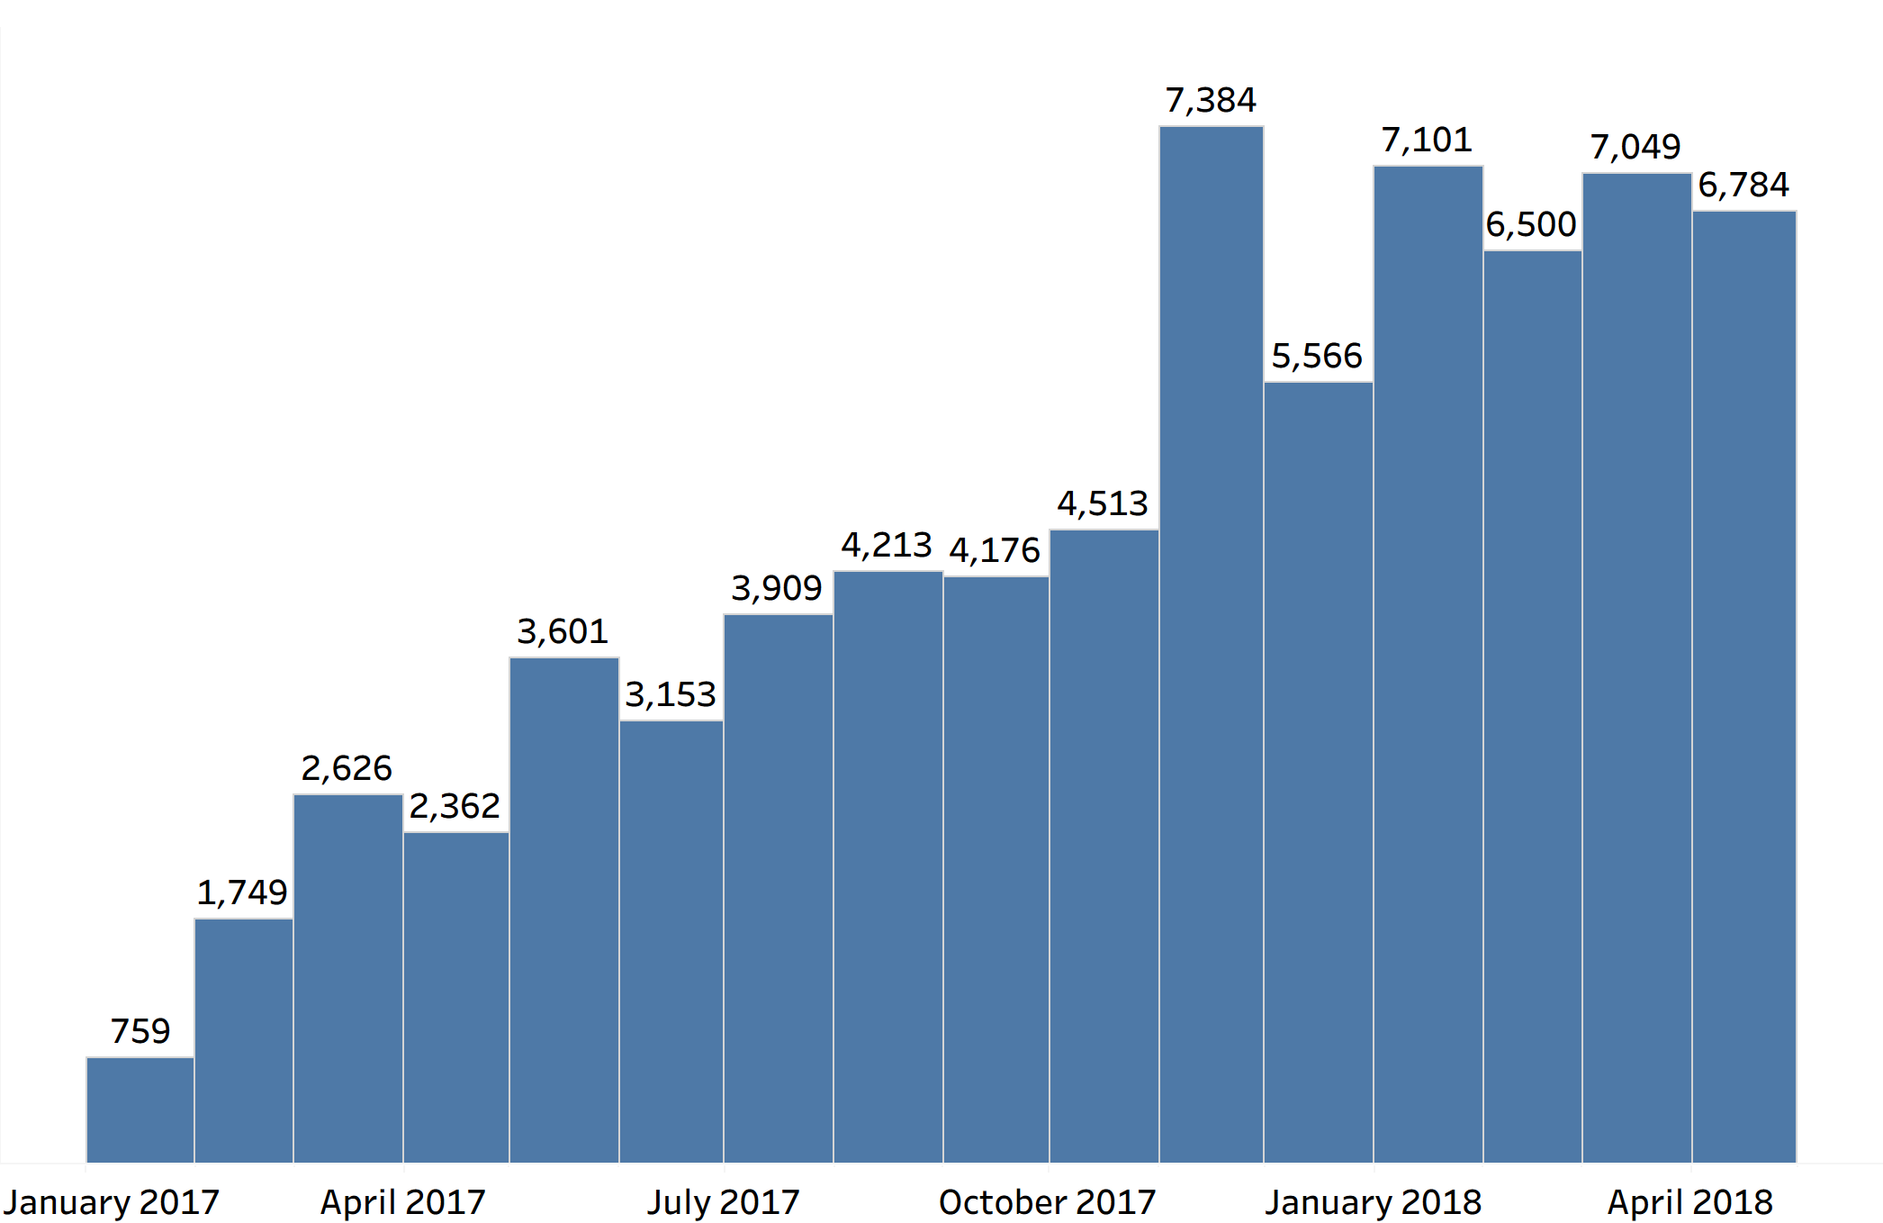 759
1,749
2,626
2,362
3,601
3,153
3,909
4,213
4,176
4,513
7,384
5,566
7,101
6,500
7,049
6,784
January 2017
April 2017
July 2017
October 2017
January 2018
April 2018